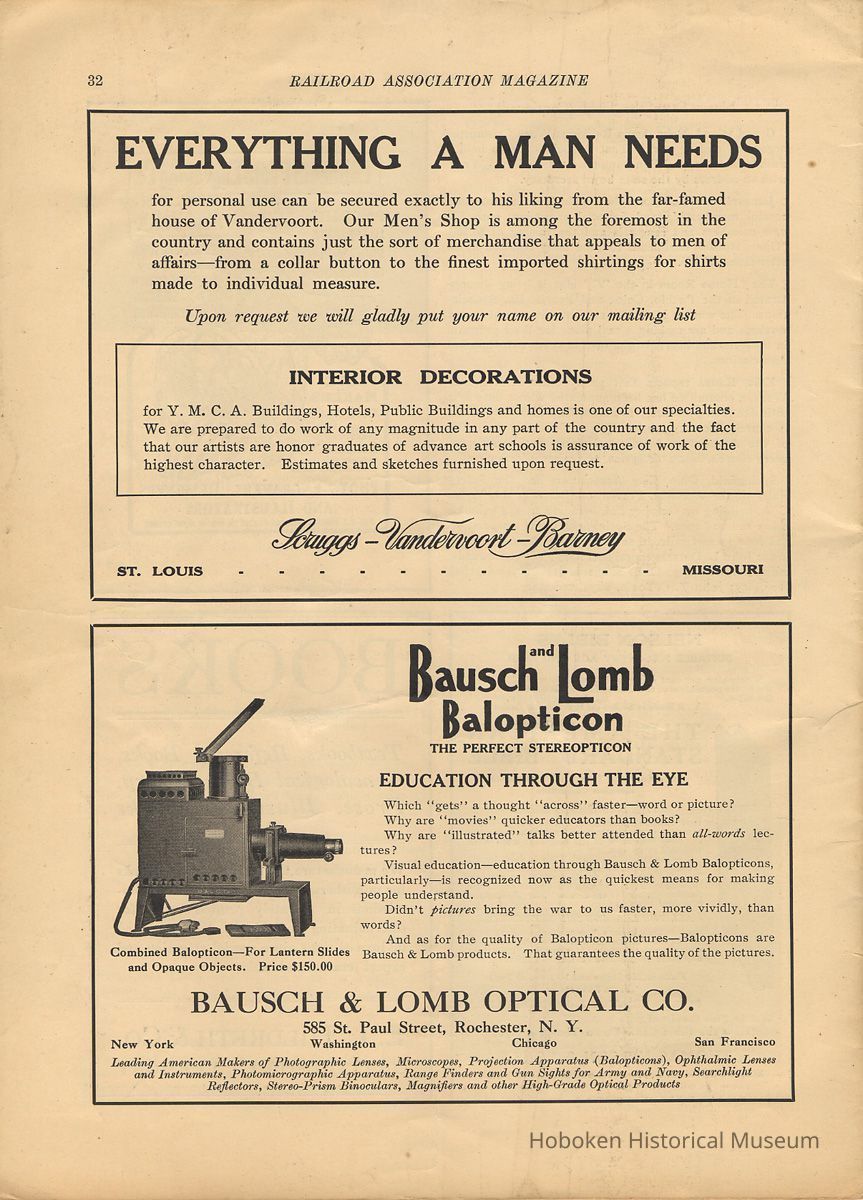 32
RAILROAD ASSOCIATION MAGAZINE
EVERYTHING A MAN NEEDS
for personal use can be secured exactly to his liking from the far-famed
house of Vandervoort. Our Men's Shop is among the foremost in the
country and contains just the sort of merchandise that appeals to men of
affairs—from a collar button to the finest imported shirtings for shirts
made to individual measure.
Upon request we will gladly put your name on our mailing list
INTERIOR DECORATIONS
for Y. M. C. A. Buildings, Hotels, Public Buildings and homes is one of our specialties.
We are prepared to do work of any magnitude in any part of the country and the fact
that our artists are honor graduates of advance art schools is assurance of work of the
highest character. Estimates and sketches furnished upon request.
Scruggs-Vandervoort-Barney
ST. LOUIS - - - - - - - - - - - MISSOURI
Bausch and Lomb
Balopticon
THE PERFECT STEREOPTICON
EDUCATION THROUGH THE EYE
Which "gets" a thought "across" faster—word or picture?
Why are "movies" quicker educators than books?
Why are "illustrated" talks better attended than all-words lec-
tures?
Visual education—education through Bausch & Lomb Balopticons,
particularly—is recognized now as the quickest means for making
people understand.
Didn't pictures bring the war to us faster, more vividly, than
words?
And as for the quality of Balopticon pictures—Balopticons are
Bausch & Lomb products. That guarantees the quality of the pictures.
Combined Balopticon—For Lantern Slides
and Opaque Objects. Price $150.00
BAUSCH & LOMB OPTICAL CO.
585 St. Paul Street, Rochester, N. Y.
New York Washington Chicago San Francisco
Leading American Makers of Photographic Lenses, Microscopes, Projection Apparatus (Balopticons), Ophthalmic Lenses
and Instruments, Photomicrographic Apparatus, Range Finders and Gun Sights for Army and Navy, Searchlight
Reflectors, Stereo-Prism Binoculars, Magnifiers and other High-Grade Optical Products
Hoboken Historical Museum